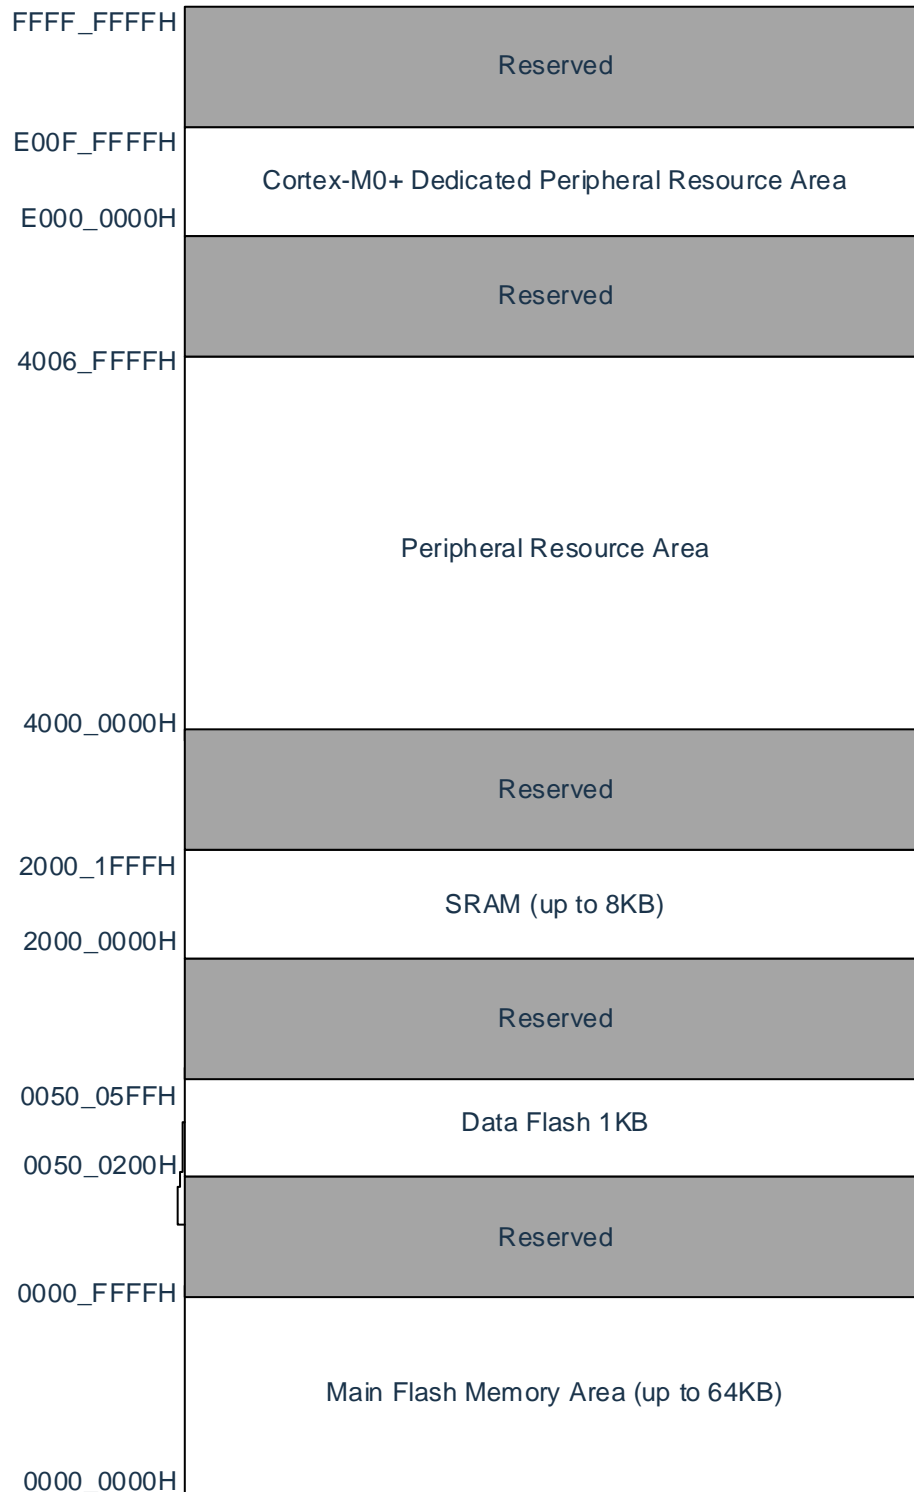 FFFF_FFFFH
Reserved
E00F_FFFFH
Cortex-M0+ Dedicated Peripheral Resource Area
E000_0000H
Reserved
4006_FFFFH
Peripheral Resource Area
4000_0000H
Reserved
2000_1FFFH
SRAM (up to 8KB)
2000_0000H
Reserved
0050_05FFH
Data Flash 1KB
0050_0200H
Reserved
0000_FFFFH
Main Flash Memory Area (up to 64KB)
0000_0000H